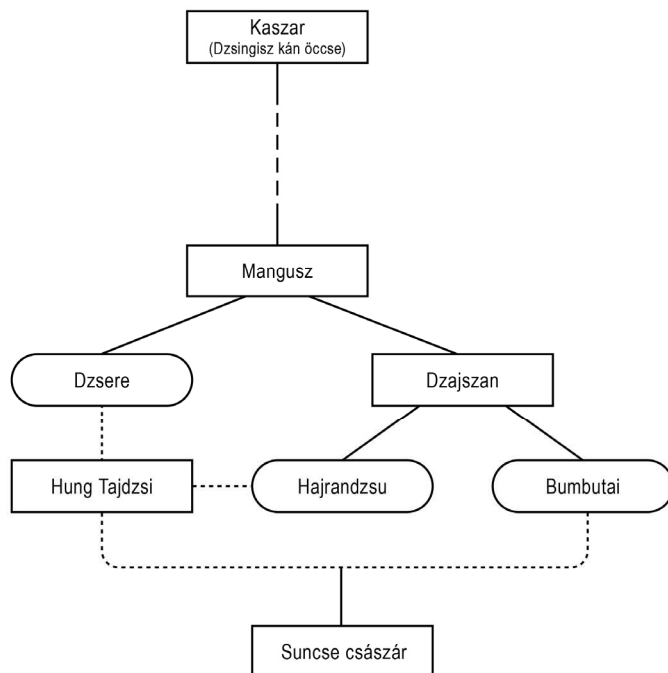 Kaszar
(Dzsingisz kán öccse)
Mangusz
Dzsere
Dzajszan
Hung Tajdzsi
Hajrandzsu
Bumbutai
Suncse császár